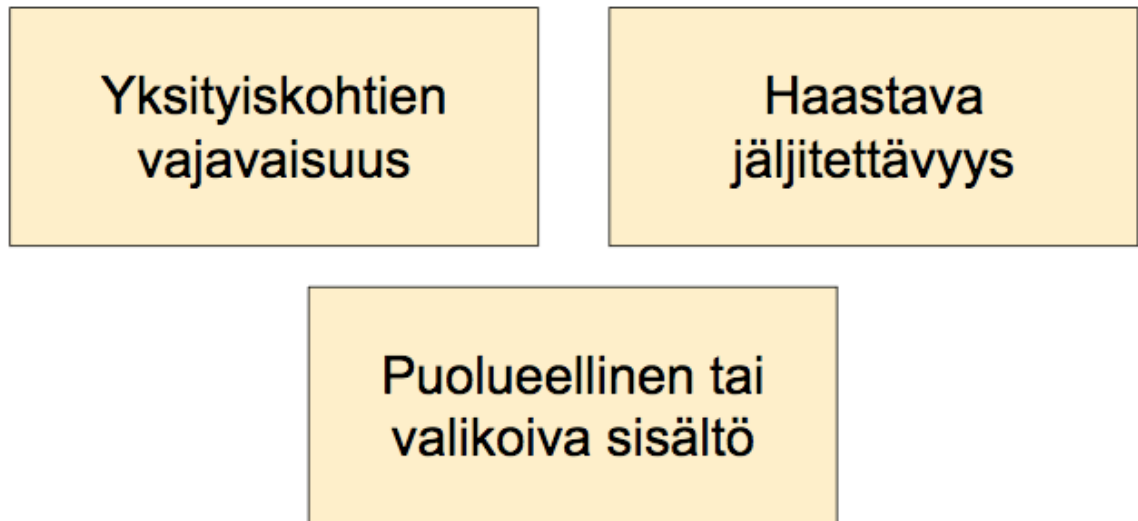 Yksityiskohtien
vajavaisuus
Haastava
jäljitettävyys
Puolueellinen tai
valikoiva sisältö